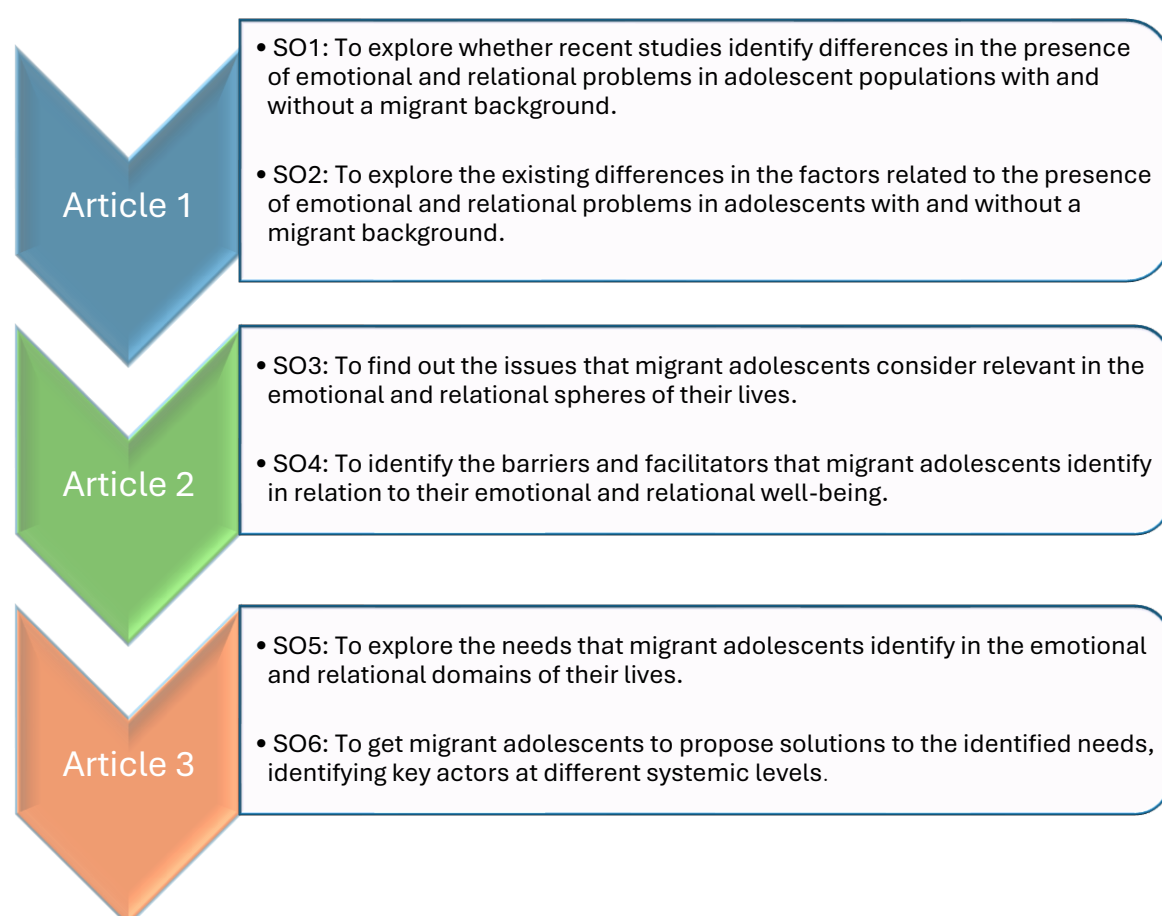 Article 1
• SO1: To explore whether recent studies identify differences in the presence
of emotional and relational problems in adolescent populations with and
without a migrant background.
• SO2: To explore the existing differences in the factors related to the presence
of emotional and relational problems in adolescents with and without a
migrant background.
Article 2
• SO3: To find out the issues that migrant adolescents consider relevant in the
emotional and relational spheres of their lives.
• SO4: To identify the barriers and facilitators that migrant adolescents identify
in relation to their emotional and relational well-being.
Article 3
• SO5: To explore the needs that migrant adolescents identify in the emotional
and relational domains of their lives.
• SO6: To get migrant adolescents to propose solutions to the identified needs,
identifying key actors at different systemic levels.